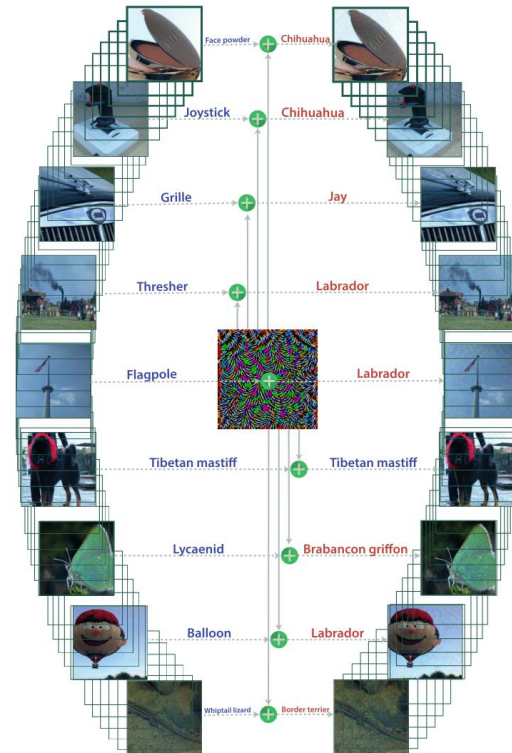 Face powder Chihuahua
Joystick Chihuahua
Grille Jay
Thresher Labrador
Flagpole Labrador
Tibetan mastiff Tibetan mastiff
Lycaenid Brabancon griffon
Balloon Labrador
Whiptail lizard Border terrier